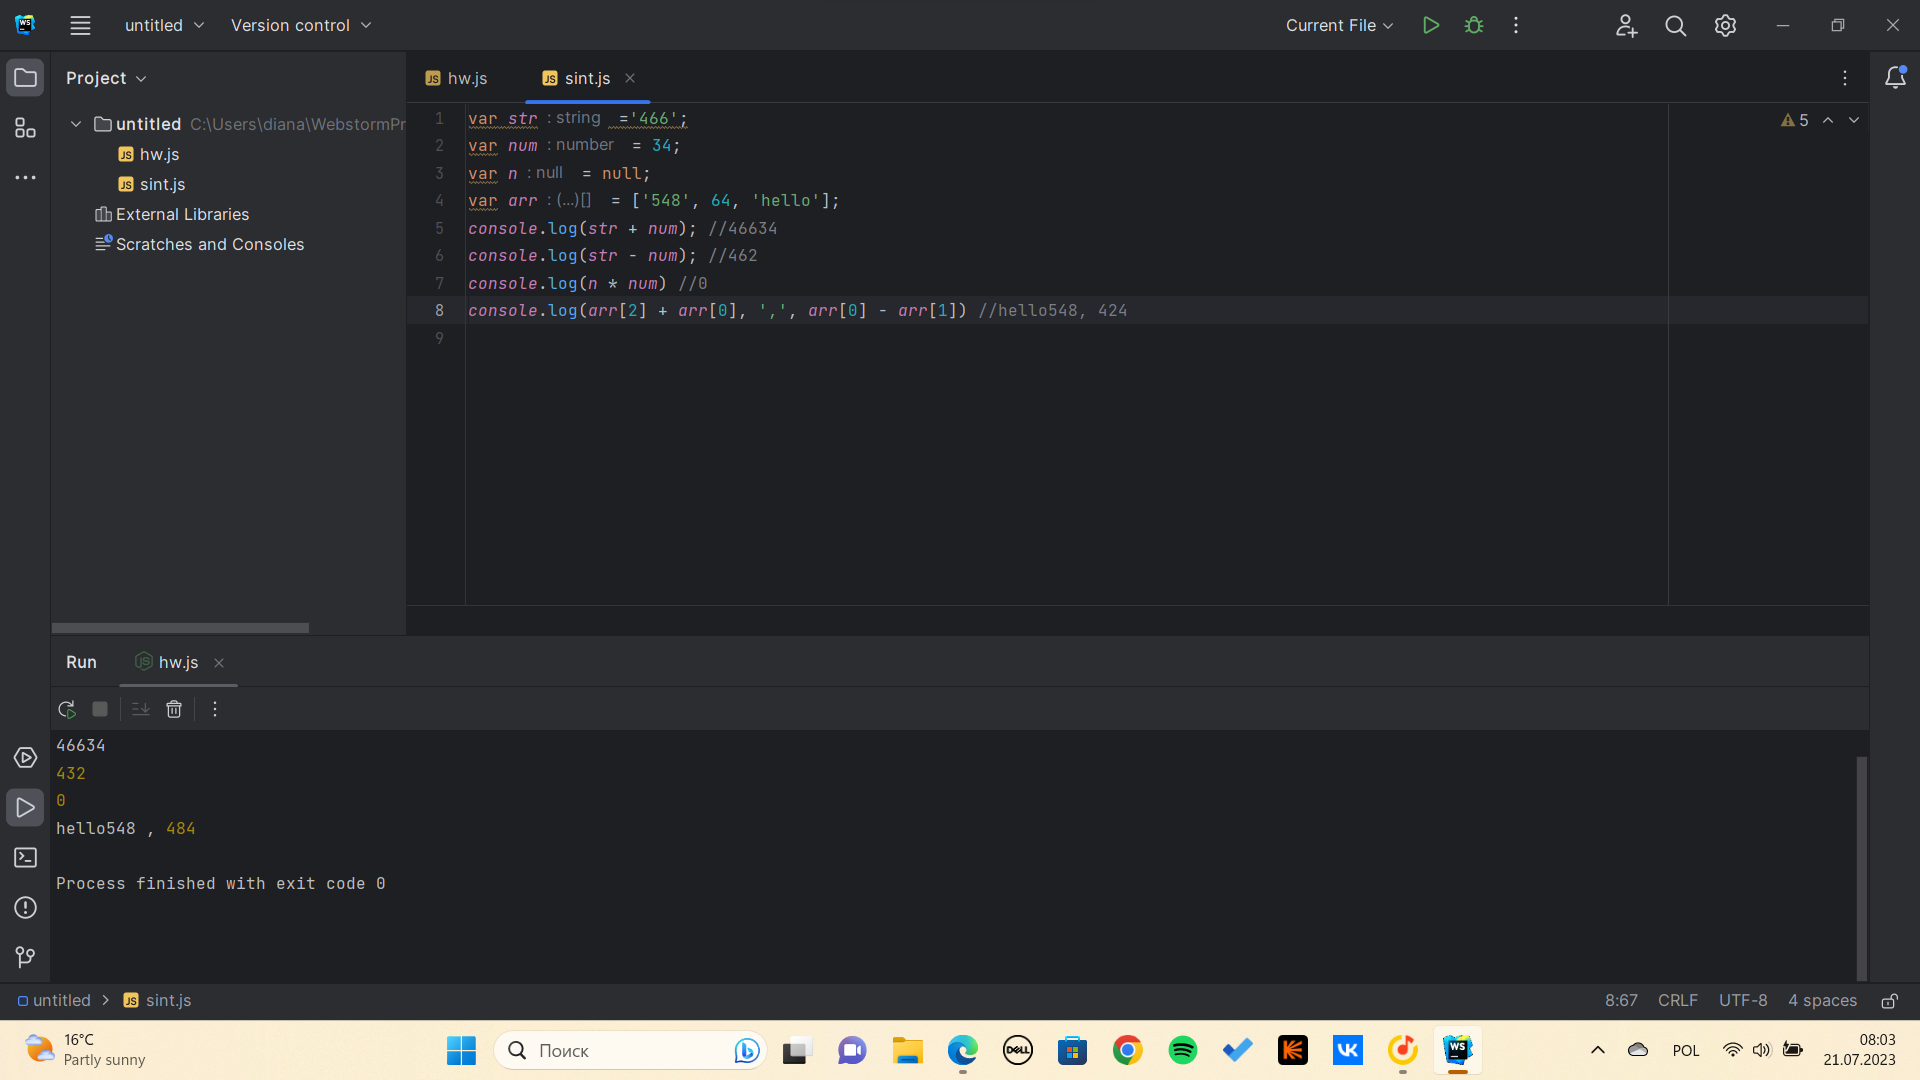 untitled
Version control
Current File
Project
hw.js
sint.js
untitled C:\Users\diana\WebstormPr
hw.js
sint.js
External Libraries
Scratches and Consoles
1 var str : string ='466';
2 var num : number = 34;
3 var n : null = null;
4 var arr : (...)[] = ['548', 64, 'hello'];
5 console.log(str + num); //46634
6 console.log(str - num); //462
7 console.log(n * num) //0
8 console.log(arr[2] + arr[0], ',', arr[0] - arr[1]) //hello548, 424
9
5
Run
hw.js
46634
432
0
hello548 , 484
Process finished with exit code 0
untitled > sint.js
8:67 CRLF UTF-8 4 spaces
16°C
Partly sunny
Поиск
DELL
POL
08:03
21.07.2023